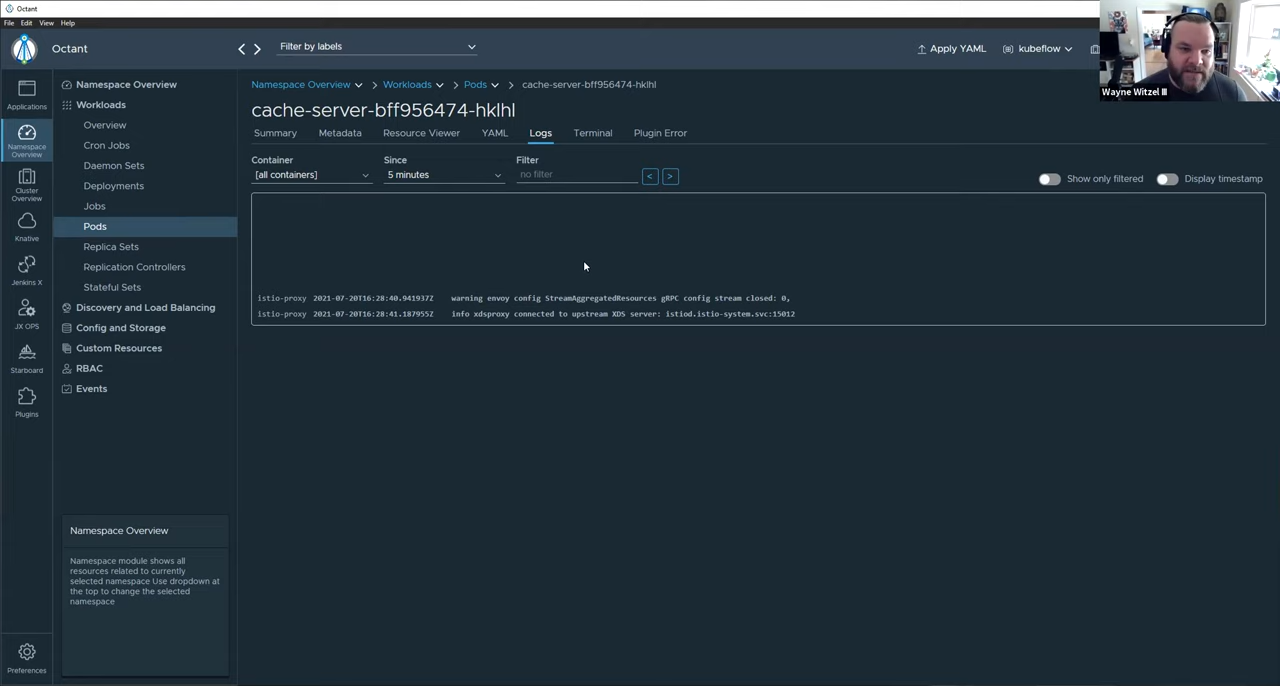 Octant
File Edit View Help
Octant
Filter by labels
Apply YAML
kubeflow
Wayne Witzel III
Applications
Namespace Overview
Cluster Overview
Knative
Jenkins X
JX OPS
Starboard
Plugins
Preferences
Namespace Overview
Workloads
Overview
Cron Jobs
Daemon Sets
Deployments
Jobs
Pods
Replica Sets
Replication Controllers
Stateful Sets
Discovery and Load Balancing
Config and Storage
Custom Resources
RBAC
Events
Namespace Overview
Namespace module shows all
resources related to currently
selected namespace Use dropdown at
the top to change the selected
namespace
Namespace Overview > Workloads > Pods > cache-server-bff956474-hklhl
cache-server-bff956474-hklhl
Summary Metadata Resource Viewer YAML Logs Terminal Plugin Error
Container Since Filter
[all containers] 5 minutes no filter < >
Show only filtered Display timestamp
istio-proxy 2021-07-20T16:28:40.941937Z warning envoy config StreamAggregatedResources gRPC config stream closed: 0,
istio-proxy 2021-07-20T16:28:41.187955Z info xdsproxy connected to upstream XDS server: istiod.istio-system.svc:15012